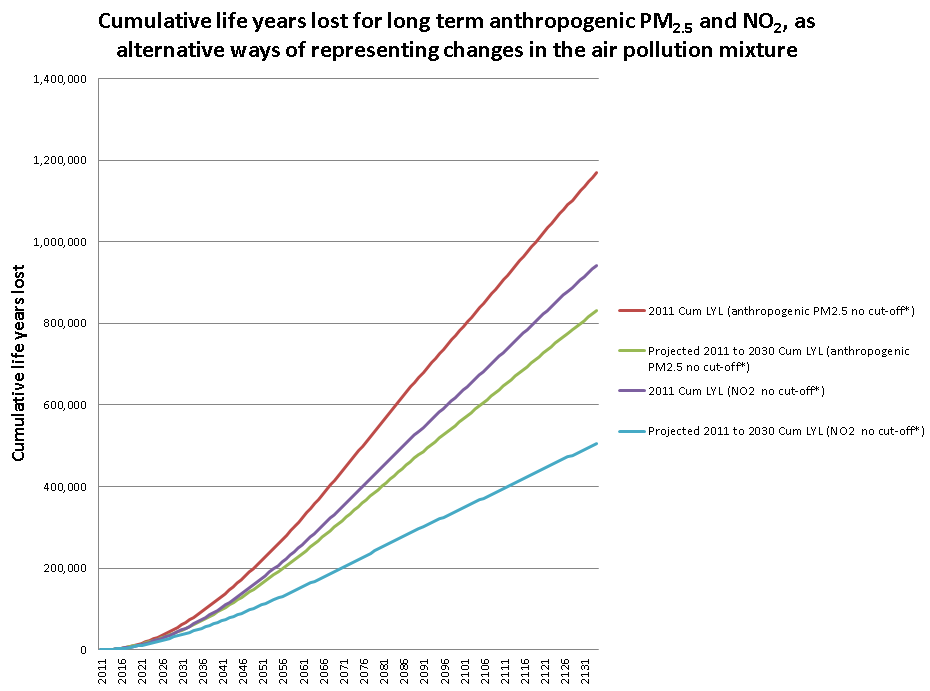 Cumulative life years lost for long term anthropogenic PM2.5 and NO2, as
alternative ways of representing changes in the air pollution mixture
1,400,000
1,200,000
1,000,000
800,000
600,000
400,000
200,000
0
Cumulative life years lost
2011 2016 2021 2026 2031 2036 2041 2046 2051 2056 2061 2066 2071 2076 2081 2086 2091 2096 2101 2106 2111 2116 2121 2126 2131
2011 Cum LYL (anthropogenic PM2.5 no cut-off*)
Projected 2011 to 2030 Cum LYL (anthropogenic
PM2.5 no cut-off*)
2011 Cum LYL (NO2 no cut-off*)
Projected 2011 to 2030 Cum LYL (NO2 no cut-off*)